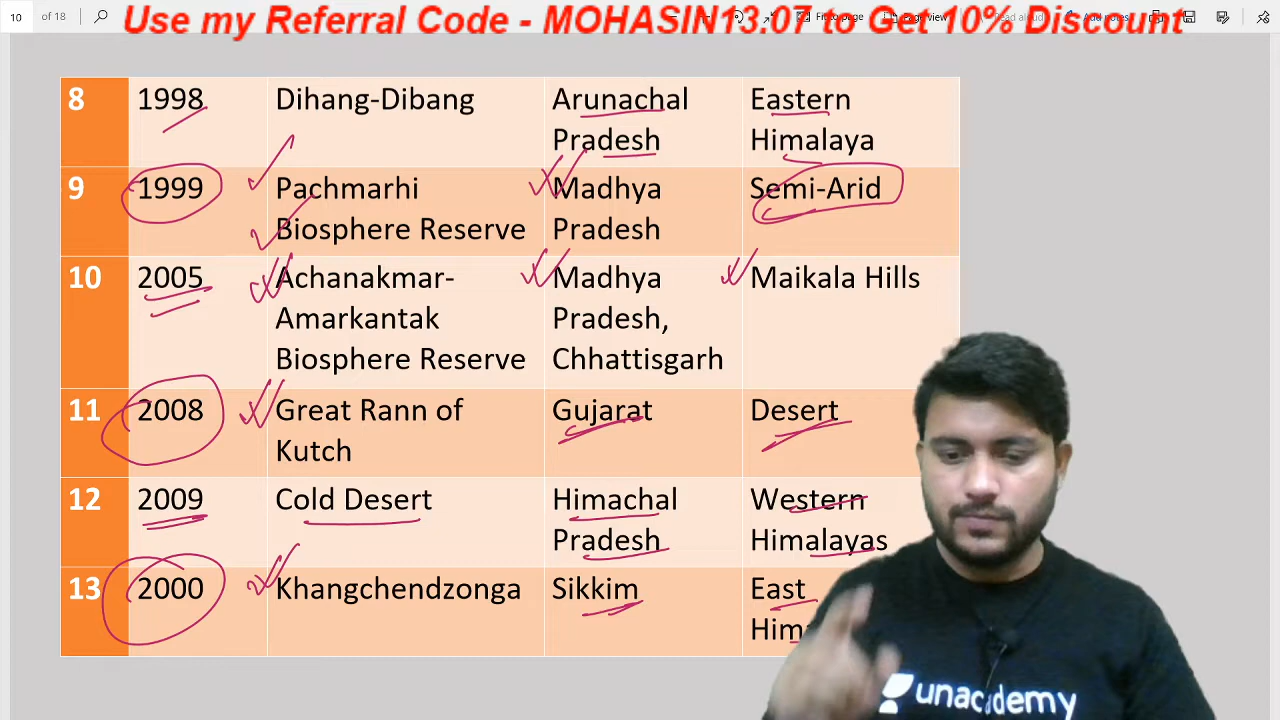 10 of 18
Use my Referral Code - MOHASIN13.07 to Get 10% Discount
8 1998 Dihang-Dibang Arunachal Eastern
Pradesh Himalaya
9 1999 Pachmarhi Madhya Semi-Arid
Biosphere Reserve Pradesh
10 2005 Achanakmar- Madhya Maikala Hills
Amarkantak Pradesh,
Biosphere Reserve Chhattisgarh
11 2008 Great Rann of Gujarat Desert
Kutch
12 2009 Cold Desert Himachal Western
Pradesh Himalayas
13 2000 Khangchendzonga Sikkim East
unacademy